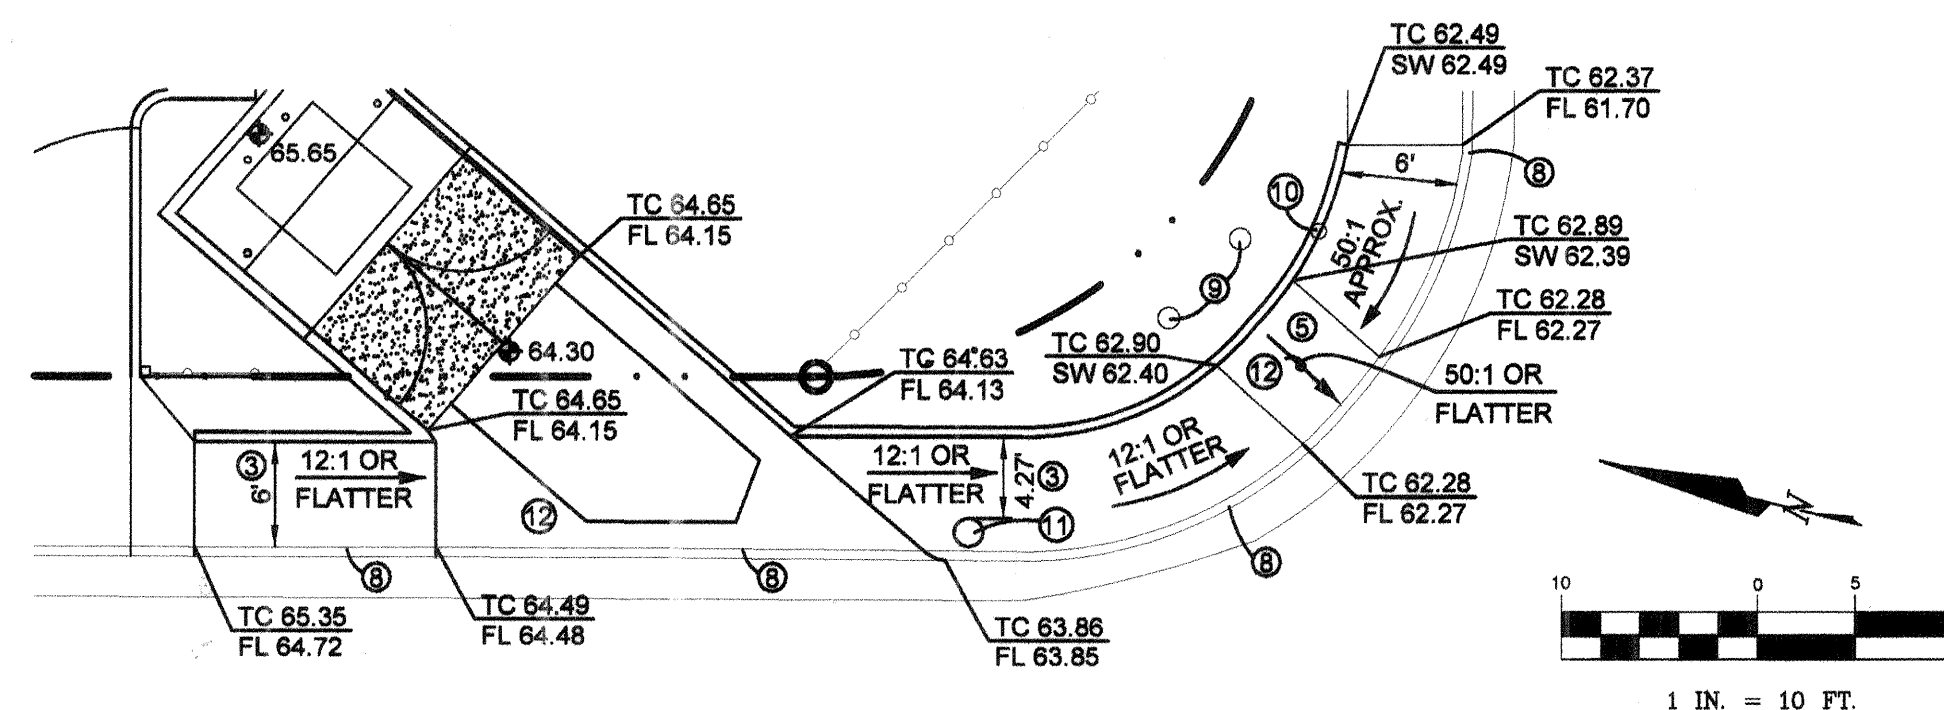 TC 62.49
SW 62.49
TC 62.37
FL 61.70
65.65
6'
8
10
TC 64.65
FL 64.15
50:1
APPROX.
TC 62.89
SW 62.39
9
TC 62.28
FL 62.27
5
64.30
TC 64.63
FL 64.13
TC 62.90
SW 62.40
12
50:1 OR
FLATTER
TC 64.65
FL 64.15
3
6'
12:1 OR
FLATTER
12:1 OR
FLATTER
4.27'
3
12:1 OR
FLATTER
TC 62.28
FL 62.27
12
11
N
8
8
8
TC 65.35
FL 64.72
TC 64.49
FL 64.48
TC 63.86
FL 63.85
10 0 5
1 IN. = 10 FT.